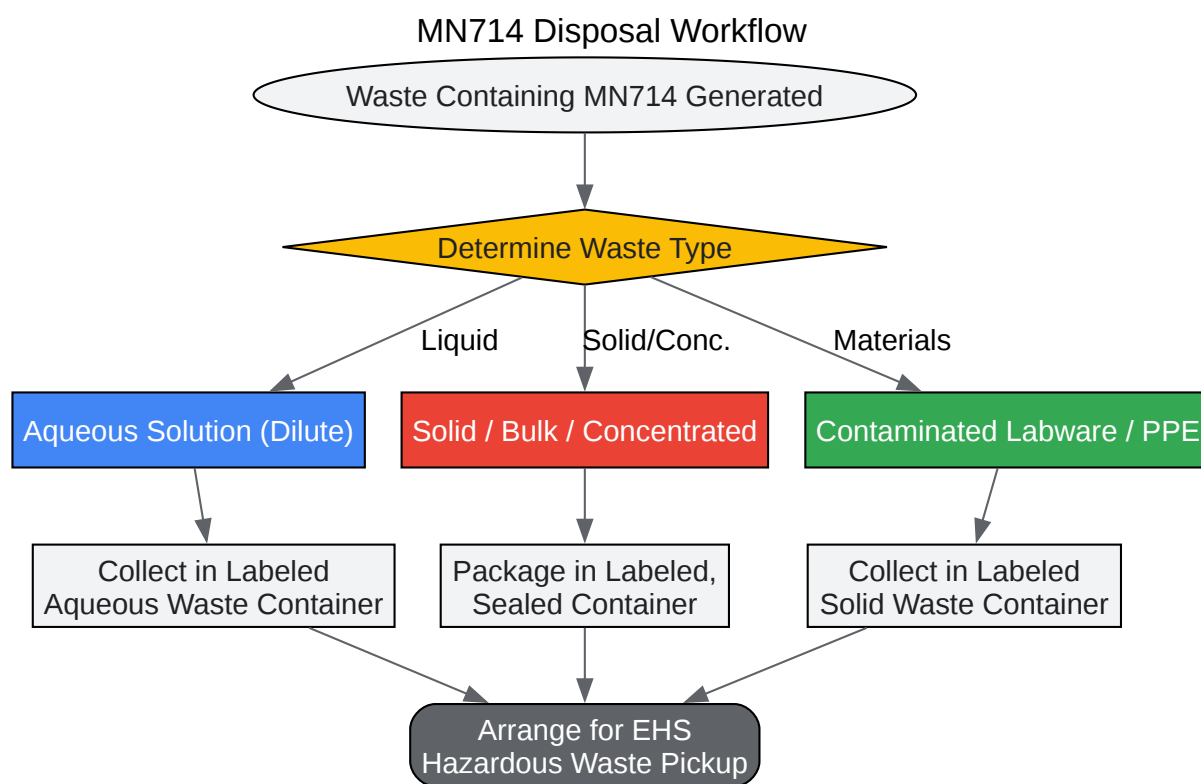 MN714 Disposal Workflow
Waste Containing MN714 Generated
Determine Waste Type
Liquid
Solid/Conc.
Materials
Aqueous Solution (Dilute)
Solid / Bulk / Concentrated
Contaminated Labware / PPE
Collect in Labeled
Aqueous Waste Container
Package in Labeled,
Sealed Container
Collect in Labeled
Solid Waste Container
Arrange for EHS
Hazardous Waste Pickup